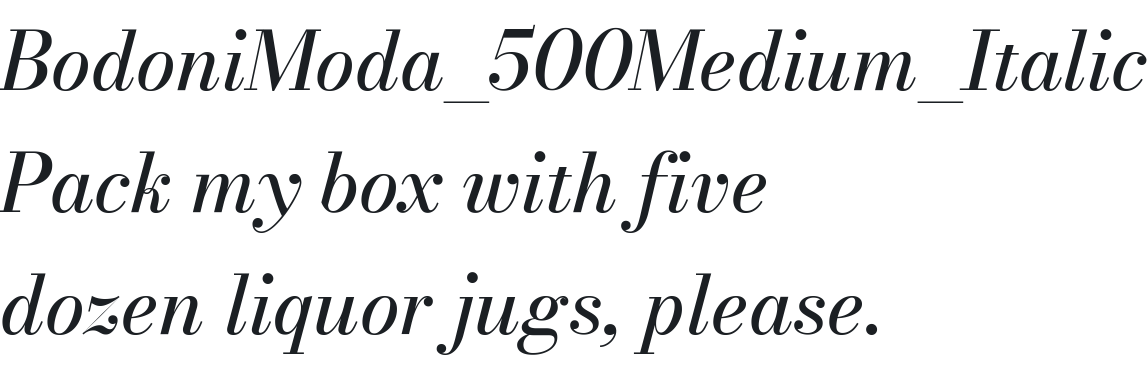 BodoniModa_500Medium_Italic
Pack my box with five
dozen liquor jugs, please.